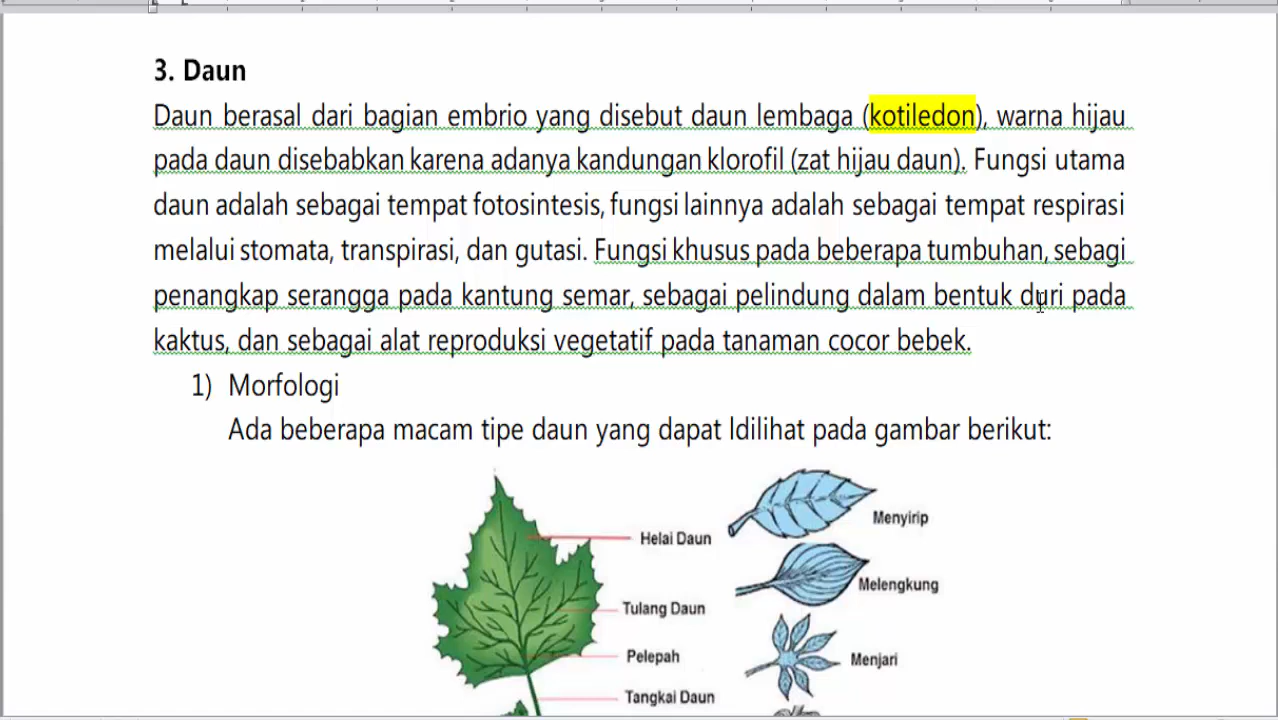 3. Daun
Daun berasal dari bagian embrio yang disebut daun lembaga (kotiledon), warna hijau
pada daun disebabkan karena adanya kandungan klorofil (zat hijau daun). Fungsi utama
daun adalah sebagai tempat fotosintesis, fungsi lainnya adalah sebagai tempat respirasi
melalui stomata, transpirasi, dan gutasi. Fungsi khusus pada beberapa tumbuhan, sebagi
penangkap serangga pada kantung semar, sebagai pelindung dalam bentuk duri pada
kaktus, dan sebagai alat reproduksi vegetatif pada tanaman cocor bebek.
1) Morfologi
Ada beberapa macam tipe daun yang dapat ldilihat pada gambar berikut:
Menyirip
Helai Daun
Melengkung
Tulang Daun
Pelepah
Menjari
Tangkai Daun